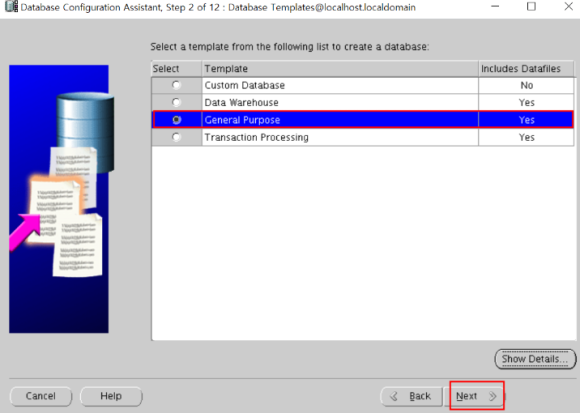 Database Configuration Assistant, Step 2 of 12 : Database Templates@localhost.localdomain
Select a template from the following list to create a database:
Select Template Includes Datafiles
Custom Database No
Data Warehouse Yes
General Purpose Yes
Transaction Processing Yes
Show Details...
Cancel Help Back Next